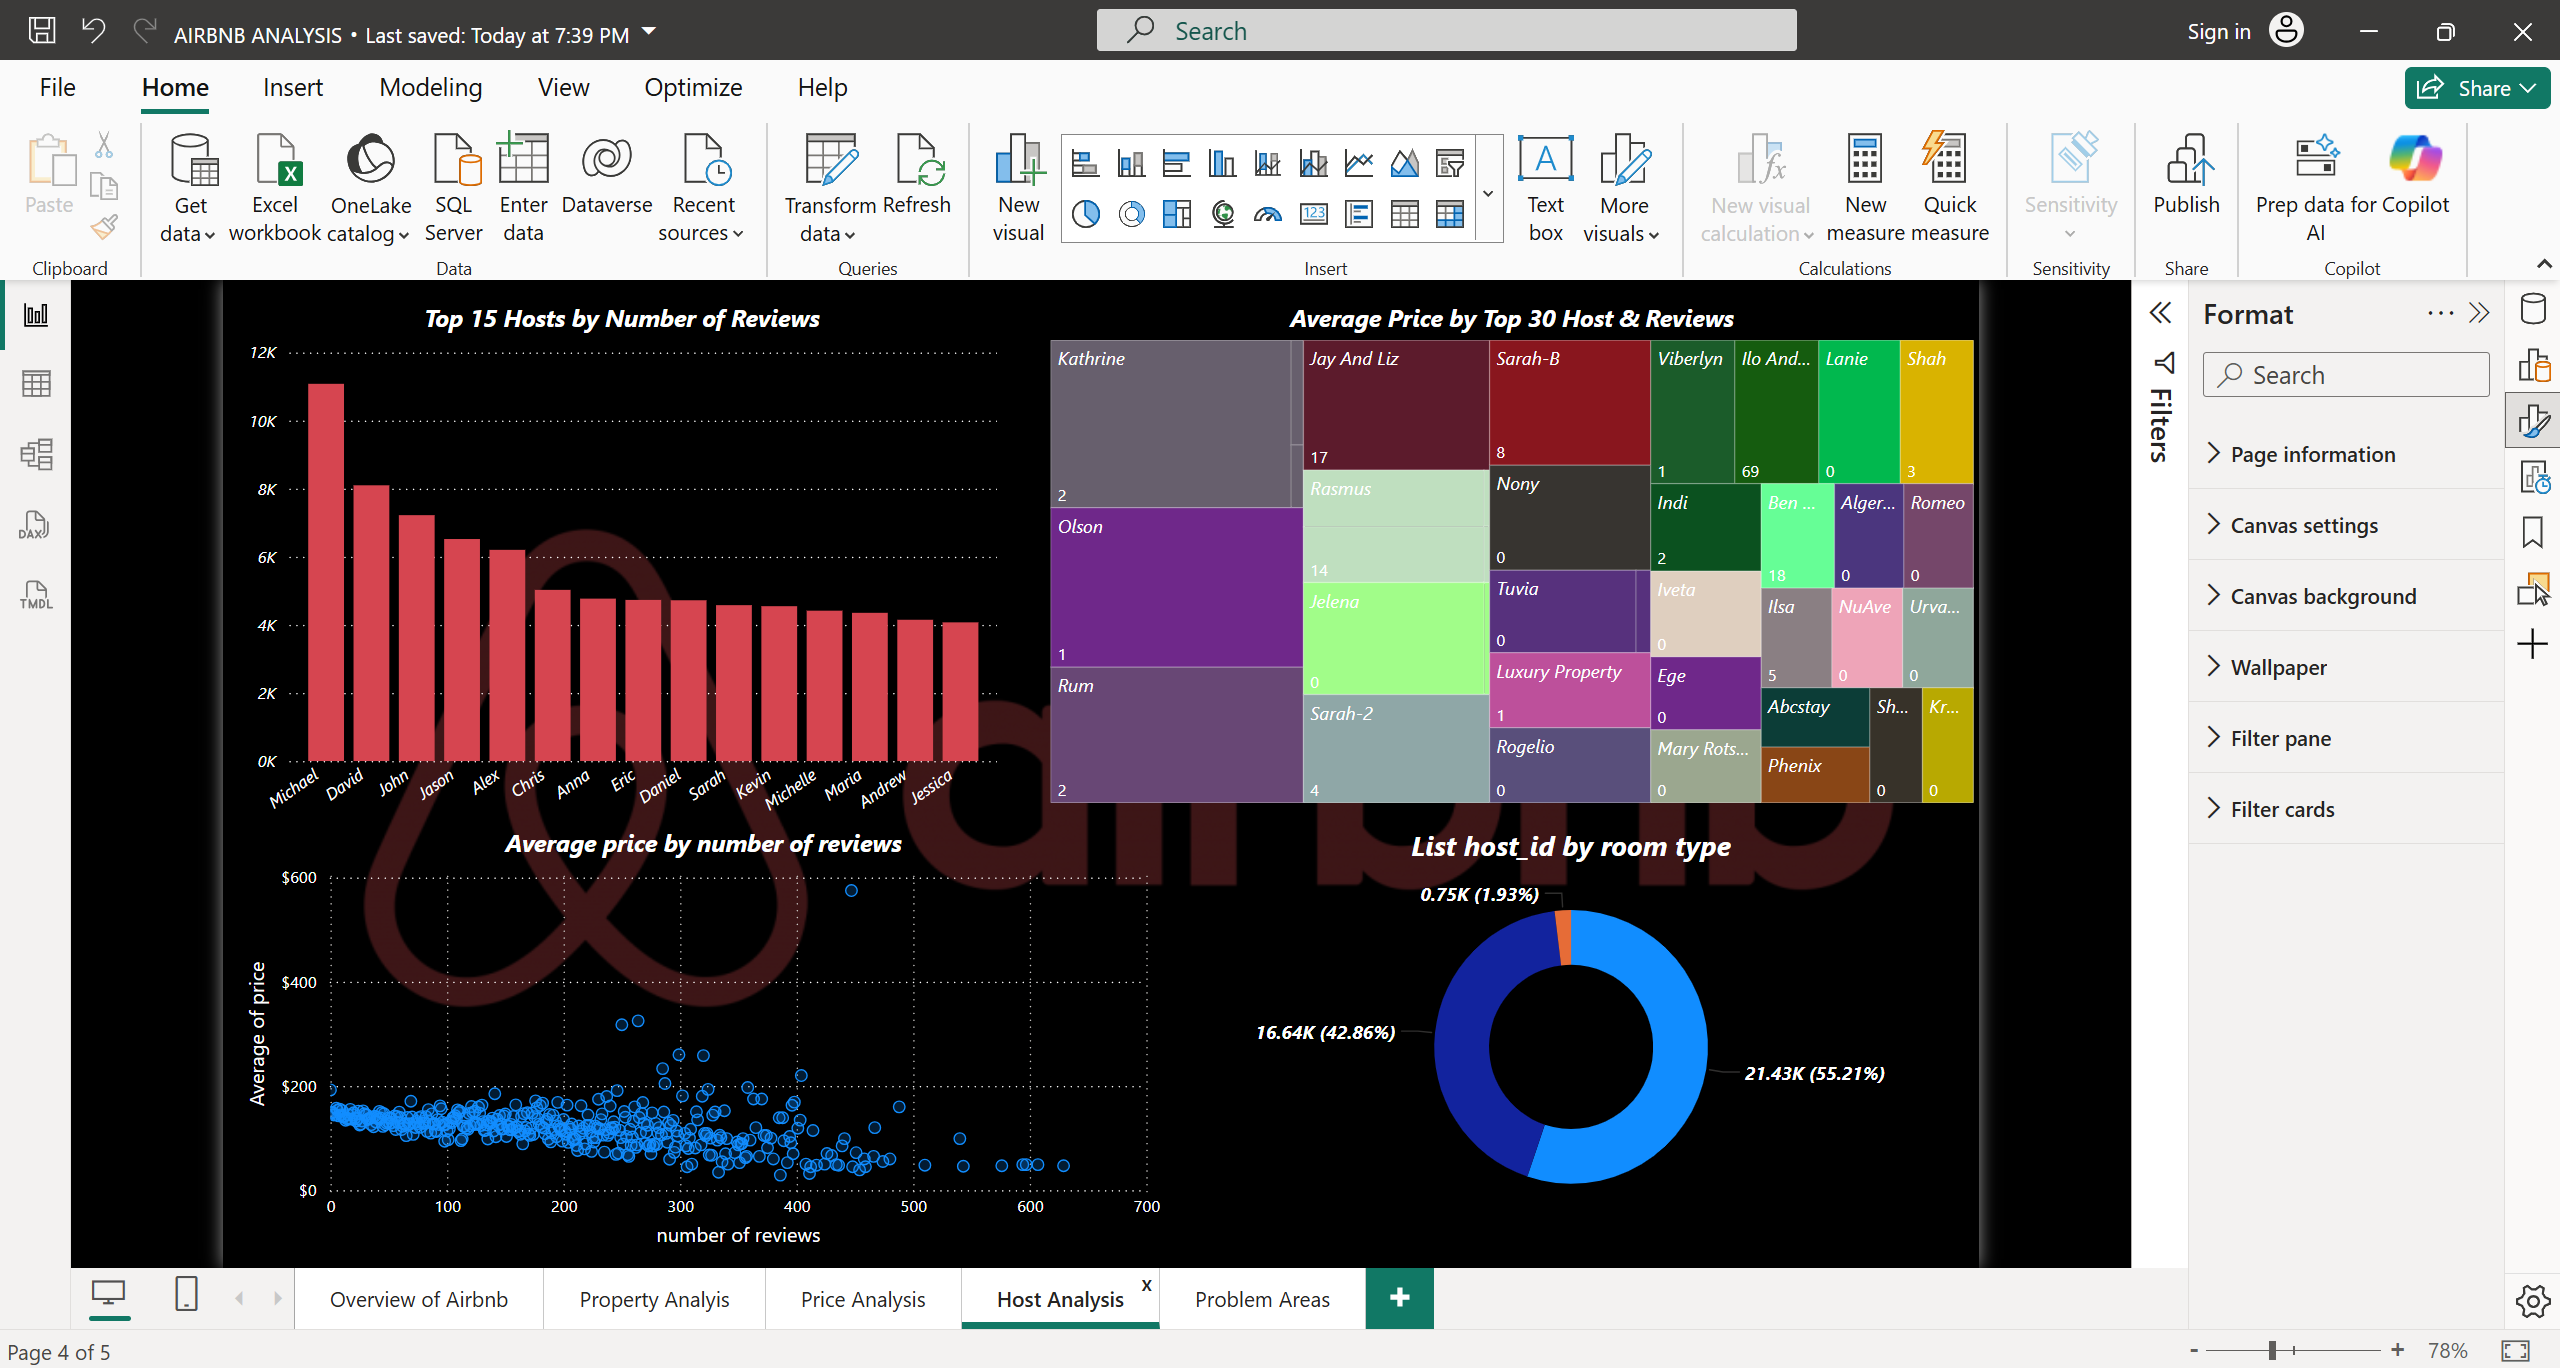 AIRBNB ANALYSIS • Last saved: Today at 7:39 PM
Search
Sign in
File Home Insert Modeling View Optimize Help
Share
Paste
Get data
Excel workbook
OneLake catalog
SQL Server
Enter data
Dataverse
Recent sources
Transform data
Refresh
New visual
Text box
More visuals
New visual calculation
New measure
Quick measure
Sensitivity
Publish
Prep data for AI
Copilot
Clipboard
Data
Queries
Insert
Calculations
Sensitivity
Share
Copilot
DAX
TMDL
Top 15 Hosts by Number of Reviews
12K
10K
8K
6K
4K
2K
0K
Michael David John Jason Alex Chris Anna Eric Daniel Sarah Kevin Michelle Maria Andrew Jessica
Average Price by Top 30 Host & Reviews
Kathrine
2
Olson
1
Rum
2
Jay And Liz
17
Rasmus
14
Jelena
0
Sarah-2
4
Sarah-B
8
Nony
0
Tuvia
0
Luxury Property
1
Rogelio
0
Viberlyn
1
Ilo And...
69
Lanie
0
Shah
3
Indi
2
Ben ...
18
Alger...
0
Romeo
0
Iveta
0
Ilsa
5
NuAve
0
Urva...
0
Ege
0
Mary Rots...
0
Abcstay
Phenix
Sh...
0
Kr...
0
airbnb
Average price by number of reviews
Average of price
$600
$400
$200
$0
0 100 200 300 400 500 600 700
number of reviews
List host_id by room type
0.75K (1.93%)
16.64K (42.86%)
21.43K (55.21%)
Filters
Format
Search
Page information
Canvas settings
Canvas background
Wallpaper
Filter pane
Filter cards
Overview of Airbnb
Property Analyis
Price Analysis
Host Analysis
x
Problem Areas
+
Page 4 of 5
- + 78%